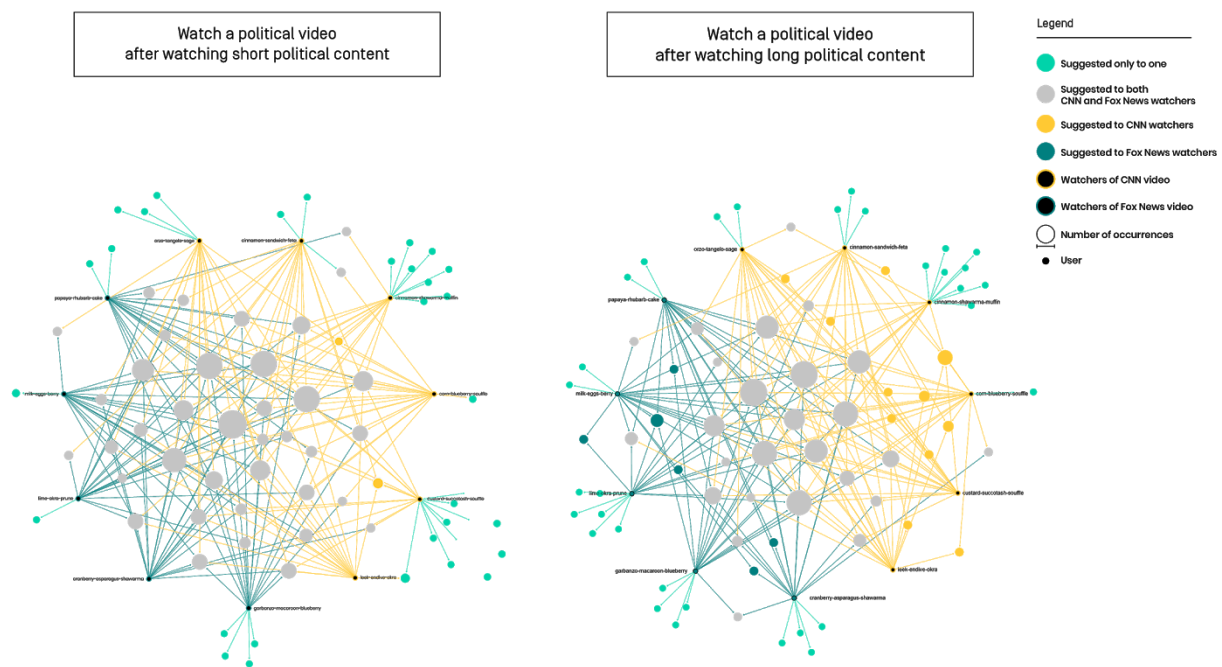 Watch a political video
after watching short political content
Watch a political video
after watching long political content
Legend
Suggested only to one
Suggested to both
CNN and Fox News watchers
Suggested to CNN watchers
Suggested to Fox News watchers
Watchers of CNN video
Watchers of Fox News video
Number of occurrences
User
orzo-tangelo-sage
cinnamon-sandwich-feta
papaya-rhubarb-cake
cinnamon-shawarma-muffin
milk-eggs-berry
corn-blueberry-souffle
lime-okra-prune
custard-succotash-souffle
cranberry-asparagus-shawarma
leek-endive-okra
garbanzo-macaroon-blueberry
orzo-tangelo-sage
cinnamon-sandwich-feta
papaya-rhubarb-cake
cinnamon-shawarma-muffin
milk-eggs-berry
corn-blueberry-souffle
lime-okra-prune
custard-succotash-souffle
garbanzo-macaroon-blueberry
leek-endive-okra
cranberry-asparagus-shawarma